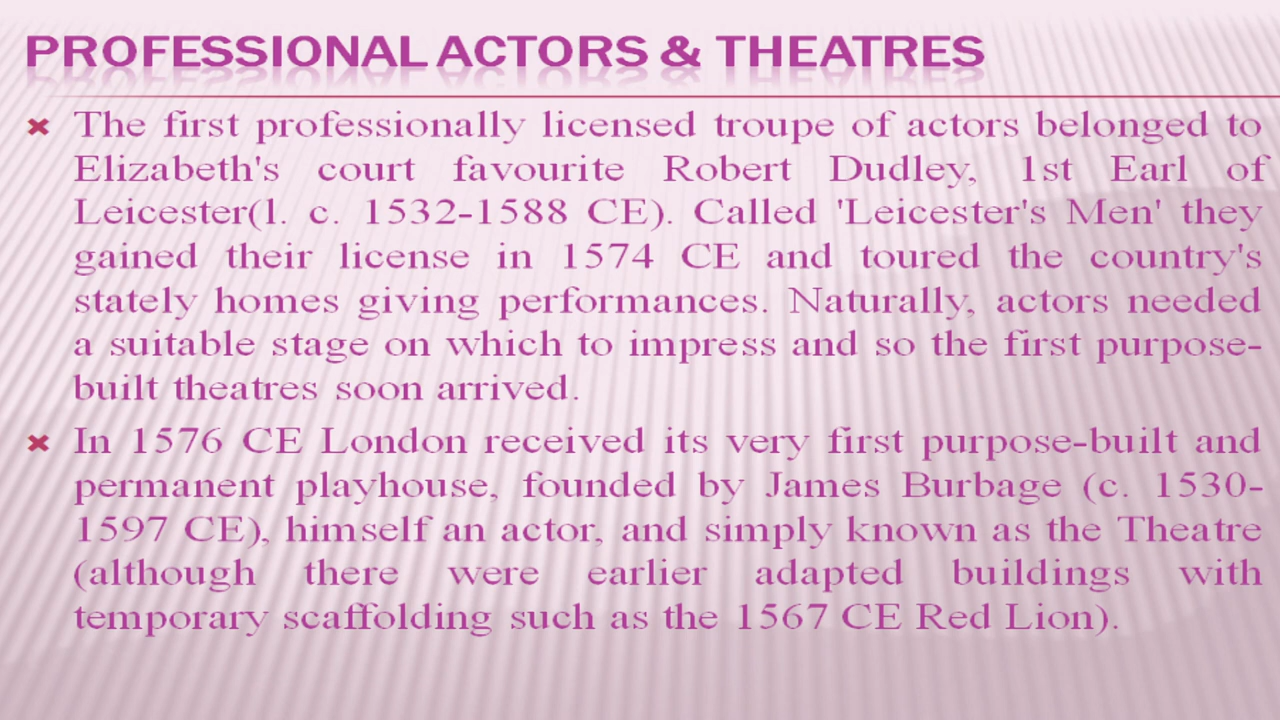 PROFESSIONAL ACTORS & THEATRES
The first professionally licensed troupe of actors belonged to
Elizabeth's court favourite Robert Dudley, 1st Earl of
Leicester(l. c. 1532-1588 CE). Called 'Leicester's Men' they
gained their license in 1574 CE and toured the country's
stately homes giving performances. Naturally, actors needed
a suitable stage on which to impress and so the first purpose-
built theatres soon arrived.
In 1576 CE London received its very first purpose-built and
permanent playhouse, founded by James Burbage (c. 1530-
1597 CE), himself an actor, and simply known as the Theatre
(although there were earlier adapted buildings with
temporary scaffolding such as the 1567 CE Red Lion).